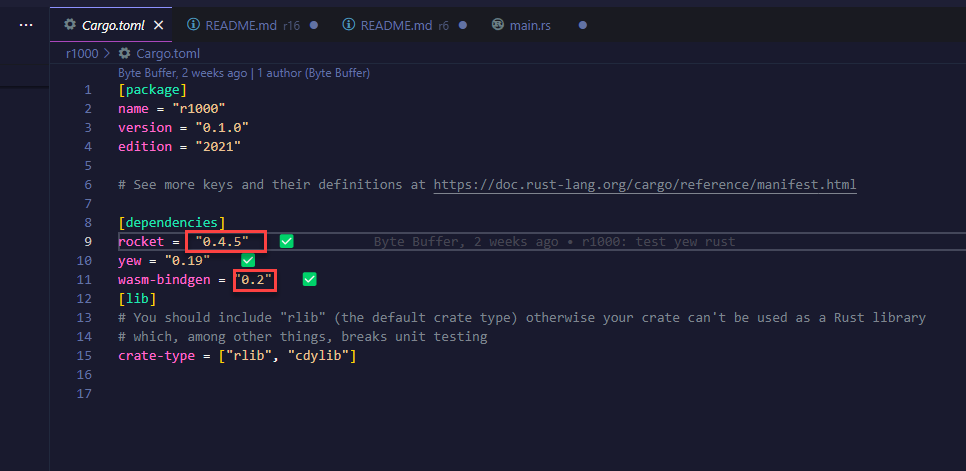 ··· Cargo.toml × README.md r16 ● README.md r6 ● main.rs ●
r1000 > Cargo.toml
Byte Buffer, 2 weeks ago | 1 author (Byte Buffer)
1 [package]
2 name = "r1000"
3 version = "0.1.0"
4 edition = "2021"
5
6 # See more keys and their definitions at https://doc.rust-lang.org/cargo/reference/manifest.html
7
8 [dependencies]
9 rocket = "0.4.5" ✅ Byte Buffer, 2 weeks ago • r1000: test yew rust
10 yew = "0.19" ✅
11 wasm-bindgen = "0.2" ✅
12 [lib]
13 # You should include "rlib" (the default crate type) otherwise your crate can't be used as a Rust library
14 # which, among other things, breaks unit testing
15 crate-type = ["rlib", "cdylib"]
16
17